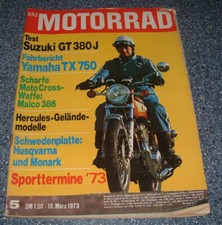 DAS
MOTORRAD
Test
Suzuki GT 380 J
Fahrbericht
Yamaha TX 750
Scharfe
Moto Cross-
Waffe:
Maico 386
Hercules-Gelände-
modelle
Schwedenplatte:
Husqvarna
und Monark
Sporttermine '73
5 DM 1,50 - 10. März 1973